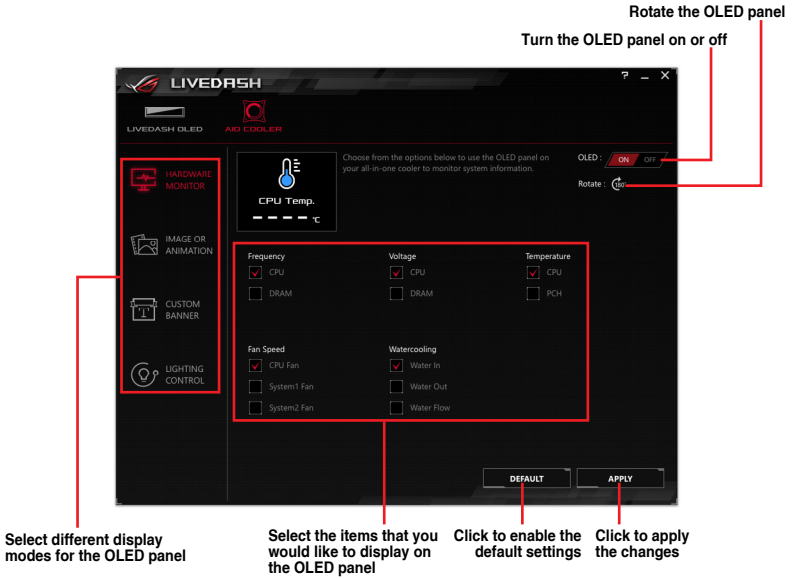 Rotate the OLED panel
Turn the OLED panel on or off
LIVEDASH
? _ X
LIVEDASH OLED
AIO COOLER
HARDWARE
MONITOR
IMAGE OR
ANIMATION
CUSTOM
BANNER
LIGHTING
CONTROL
CPU Temp.
– – – – °C
Choose from the options below to use the OLED panel on
your all-in-one cooler to monitor system information.
OLED : ON OFF
Rotate : 180°
Frequency
CPU
DRAM
Voltage
CPU
DRAM
Temperature
CPU
PCH
Fan Speed
CPU Fan
System1 Fan
System2 Fan
Watercooling
Water In
Water Out
Water Flow
DEFAULT
APPLY
Select different display
modes for the OLED panel
Select the items that you
would like to display on
the OLED panel
Click to enable the
default settings
Click to apply
the changes